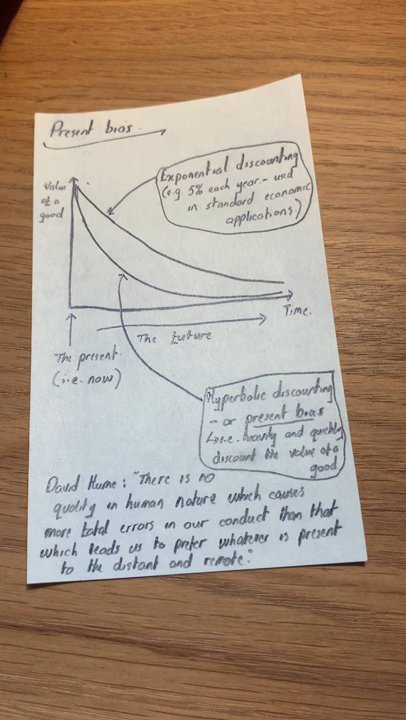 Present bias.
Value
of a
good
Exponential discounting
(e.g. 5% each year - used
in standard economic
applications)
Time.
The future
The present
(i.e. now)
Hyperbolic discounting
- or present bias
i.e. heavily and quickly
discount the value of a
good
David Hume: "There is no
quality in human nature which causes
more fatal errors in our conduct than that
which leads us to prefer whatever is present
to the distant and remote."